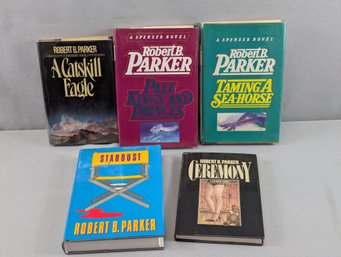 ROBERT B. PARKER
A Catskill
Eagle
A SPENSER NOVEL
Robert B.
PARKER
PALE
KINGS AND
PRINCES
A SPENSER NOVEL
Robert B.
PARKER
TAMING A
SEA-HORSE
STARDUST
ROBERT B. PARKER
ROBERT B. PARKER
CEREMONY